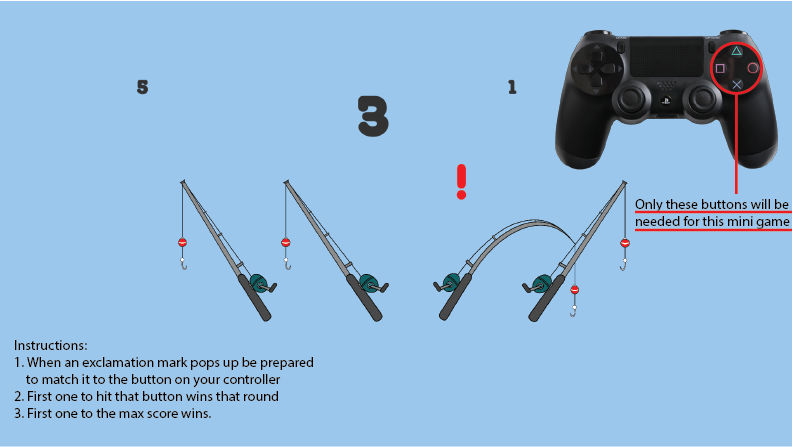 5
1
3
!
Only these buttons will be
needed for this mini game
Instructions:
1. When an exclamation mark pops up be prepared
to match it to the button on your controller
2. First one to hit that button wins that round
3. First one to the max score wins.